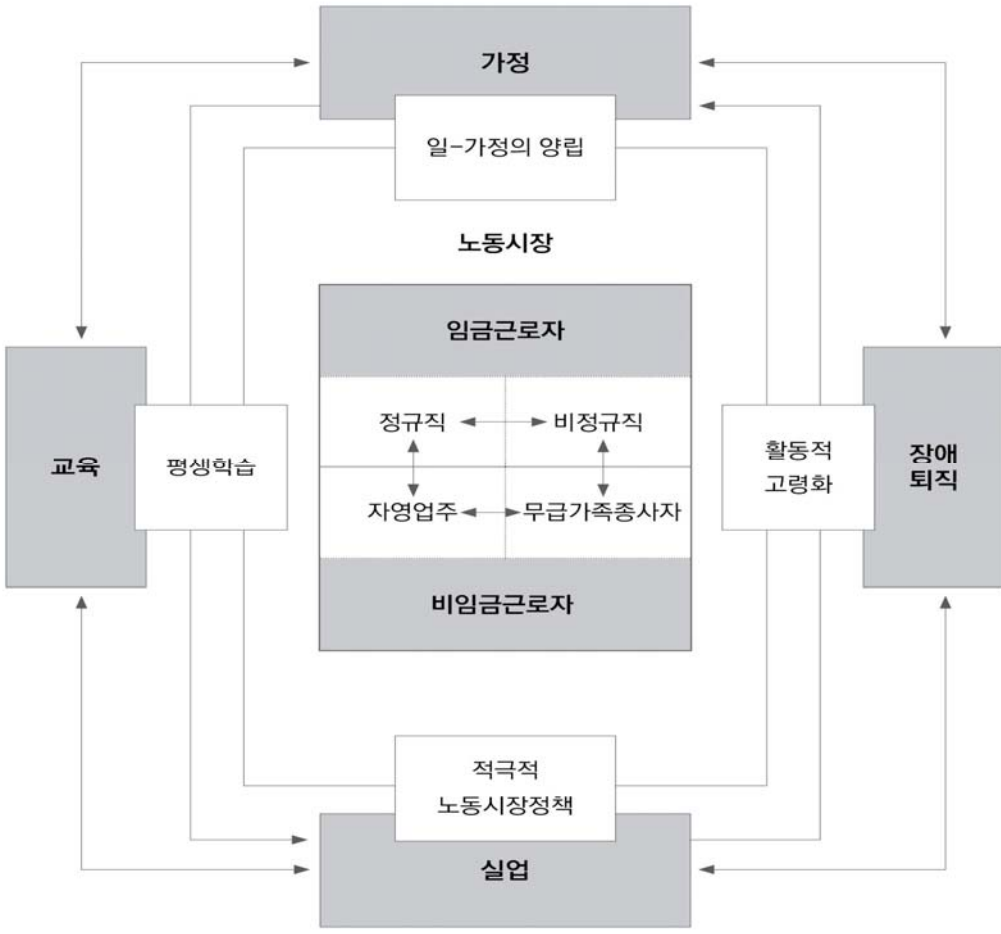 가정
일-가정의 양립
노동시장
임금근로자
정규직
비정규직
자영업주
무급가족종사자
비임금근로자
교육
평생학습
활동적
고령화
장애
퇴직
적극적
노동시장정책
실업